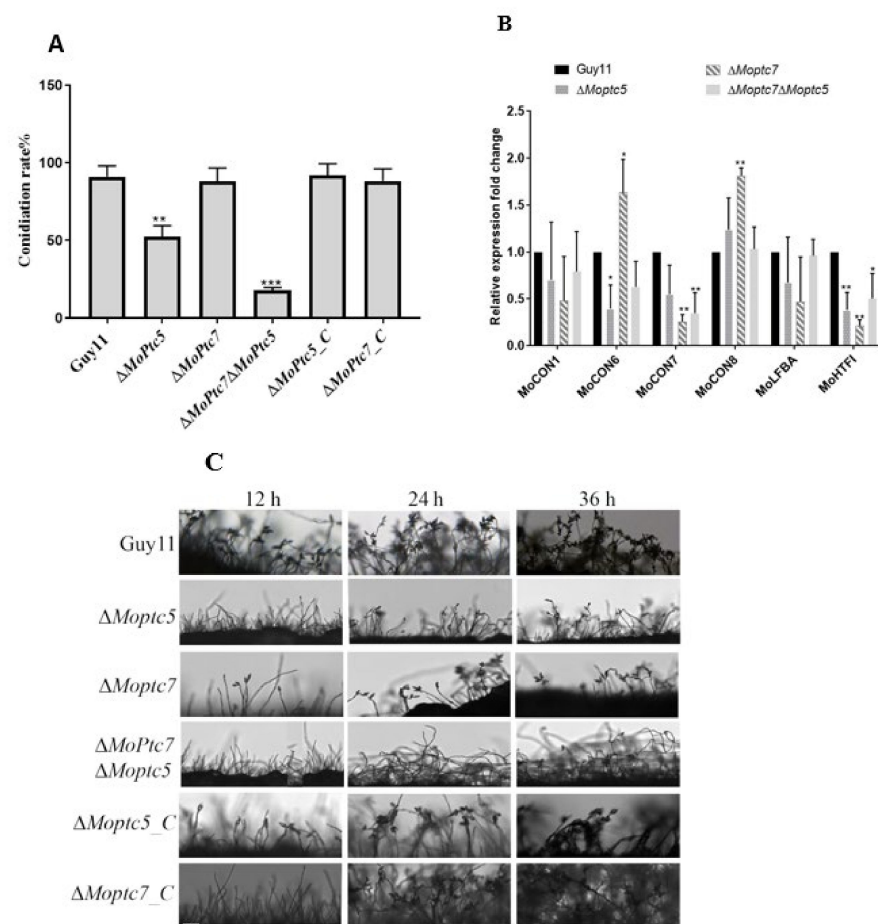 A
Conidiation rate%
150
100
50
0
**
***
Guy11
ΔMoPtc5
ΔMoPtc7
ΔMoPtc7ΔMoPtc5
ΔMoPtc5_C
ΔMoPtc7_C
B
Guy11
ΔMoptc7
ΔMoptc5
ΔMoptc7ΔMoptc5
Relative expression fold change
2.5
2.0
1.5
1.0
0.5
0.0
*
*
**
**
**
**
**
*
MoCON1
MoCON6
MoCON7
MoCON8
MoLFBA
MoHTFI
C
12 h 24 h 36 h
Guy11
ΔMoptc5
ΔMoptc7
ΔMoPtc7
ΔMoptc5
ΔMoptc5_C
ΔMoptc7_C